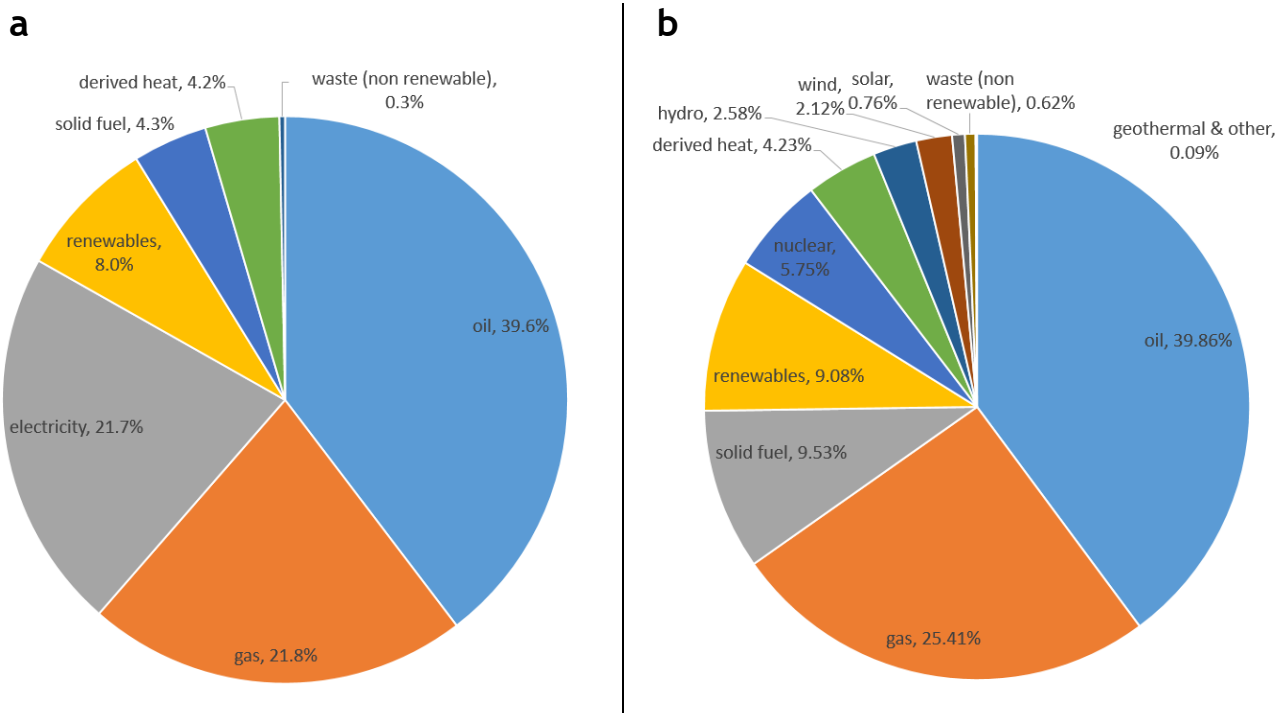 a
derived heat, 4.2%
waste (non renewable),
0.3%
solid fuel, 4.3%
renewables,
8.0%
oil, 39.6%
electricity, 21.7%
gas, 21.8%
b
wind,
2.12%
solar,
0.76%
waste (non
renewable), 0.62%
hydro, 2.58%
geothermal & other,
0.09%
derived heat, 4.23%
nuclear,
5.75%
oil, 39.86%
renewables, 9.08%
solid fuel, 9.53%
gas, 25.41%